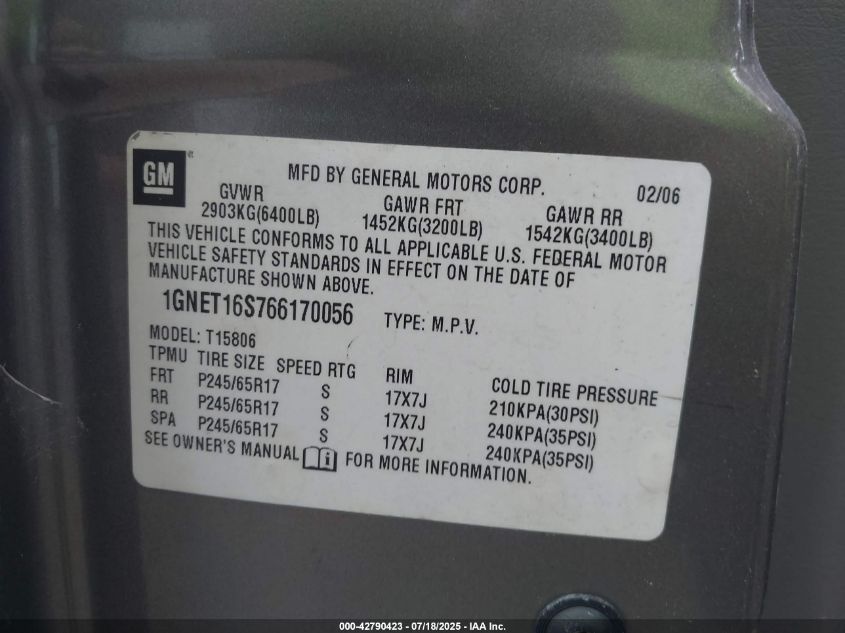 GM
MFD BY GENERAL MOTORS CORP. 02/06
GVWR GAWR FRT GAWR RR
2903KG(6400LB) 1452KG(3200LB) 1542KG(3400LB)
THIS VEHICLE CONFORMS TO ALL APPLICABLE U.S. FEDERAL MOTOR
VEHICLE SAFETY STANDARDS IN EFFECT ON THE DATE OF
MANUFACTURE SHOWN ABOVE.
1GNET16S766170056 TYPE: M.P.V.
MODEL: T15806
TPMU TIRE SIZE SPEED RTG RIM COLD TIRE PRESSURE
FRT P245/65R17 S 17X7J 210KPA(30PSI)
RR P245/65R17 S 17X7J 240KPA(35PSI)
SPA P245/65R17 S 17X7J 240KPA(35PSI)
SEE OWNER'S MANUAL i FOR MORE INFORMATION.
000-42790423 - 07/18/2025 - IAA Inc.